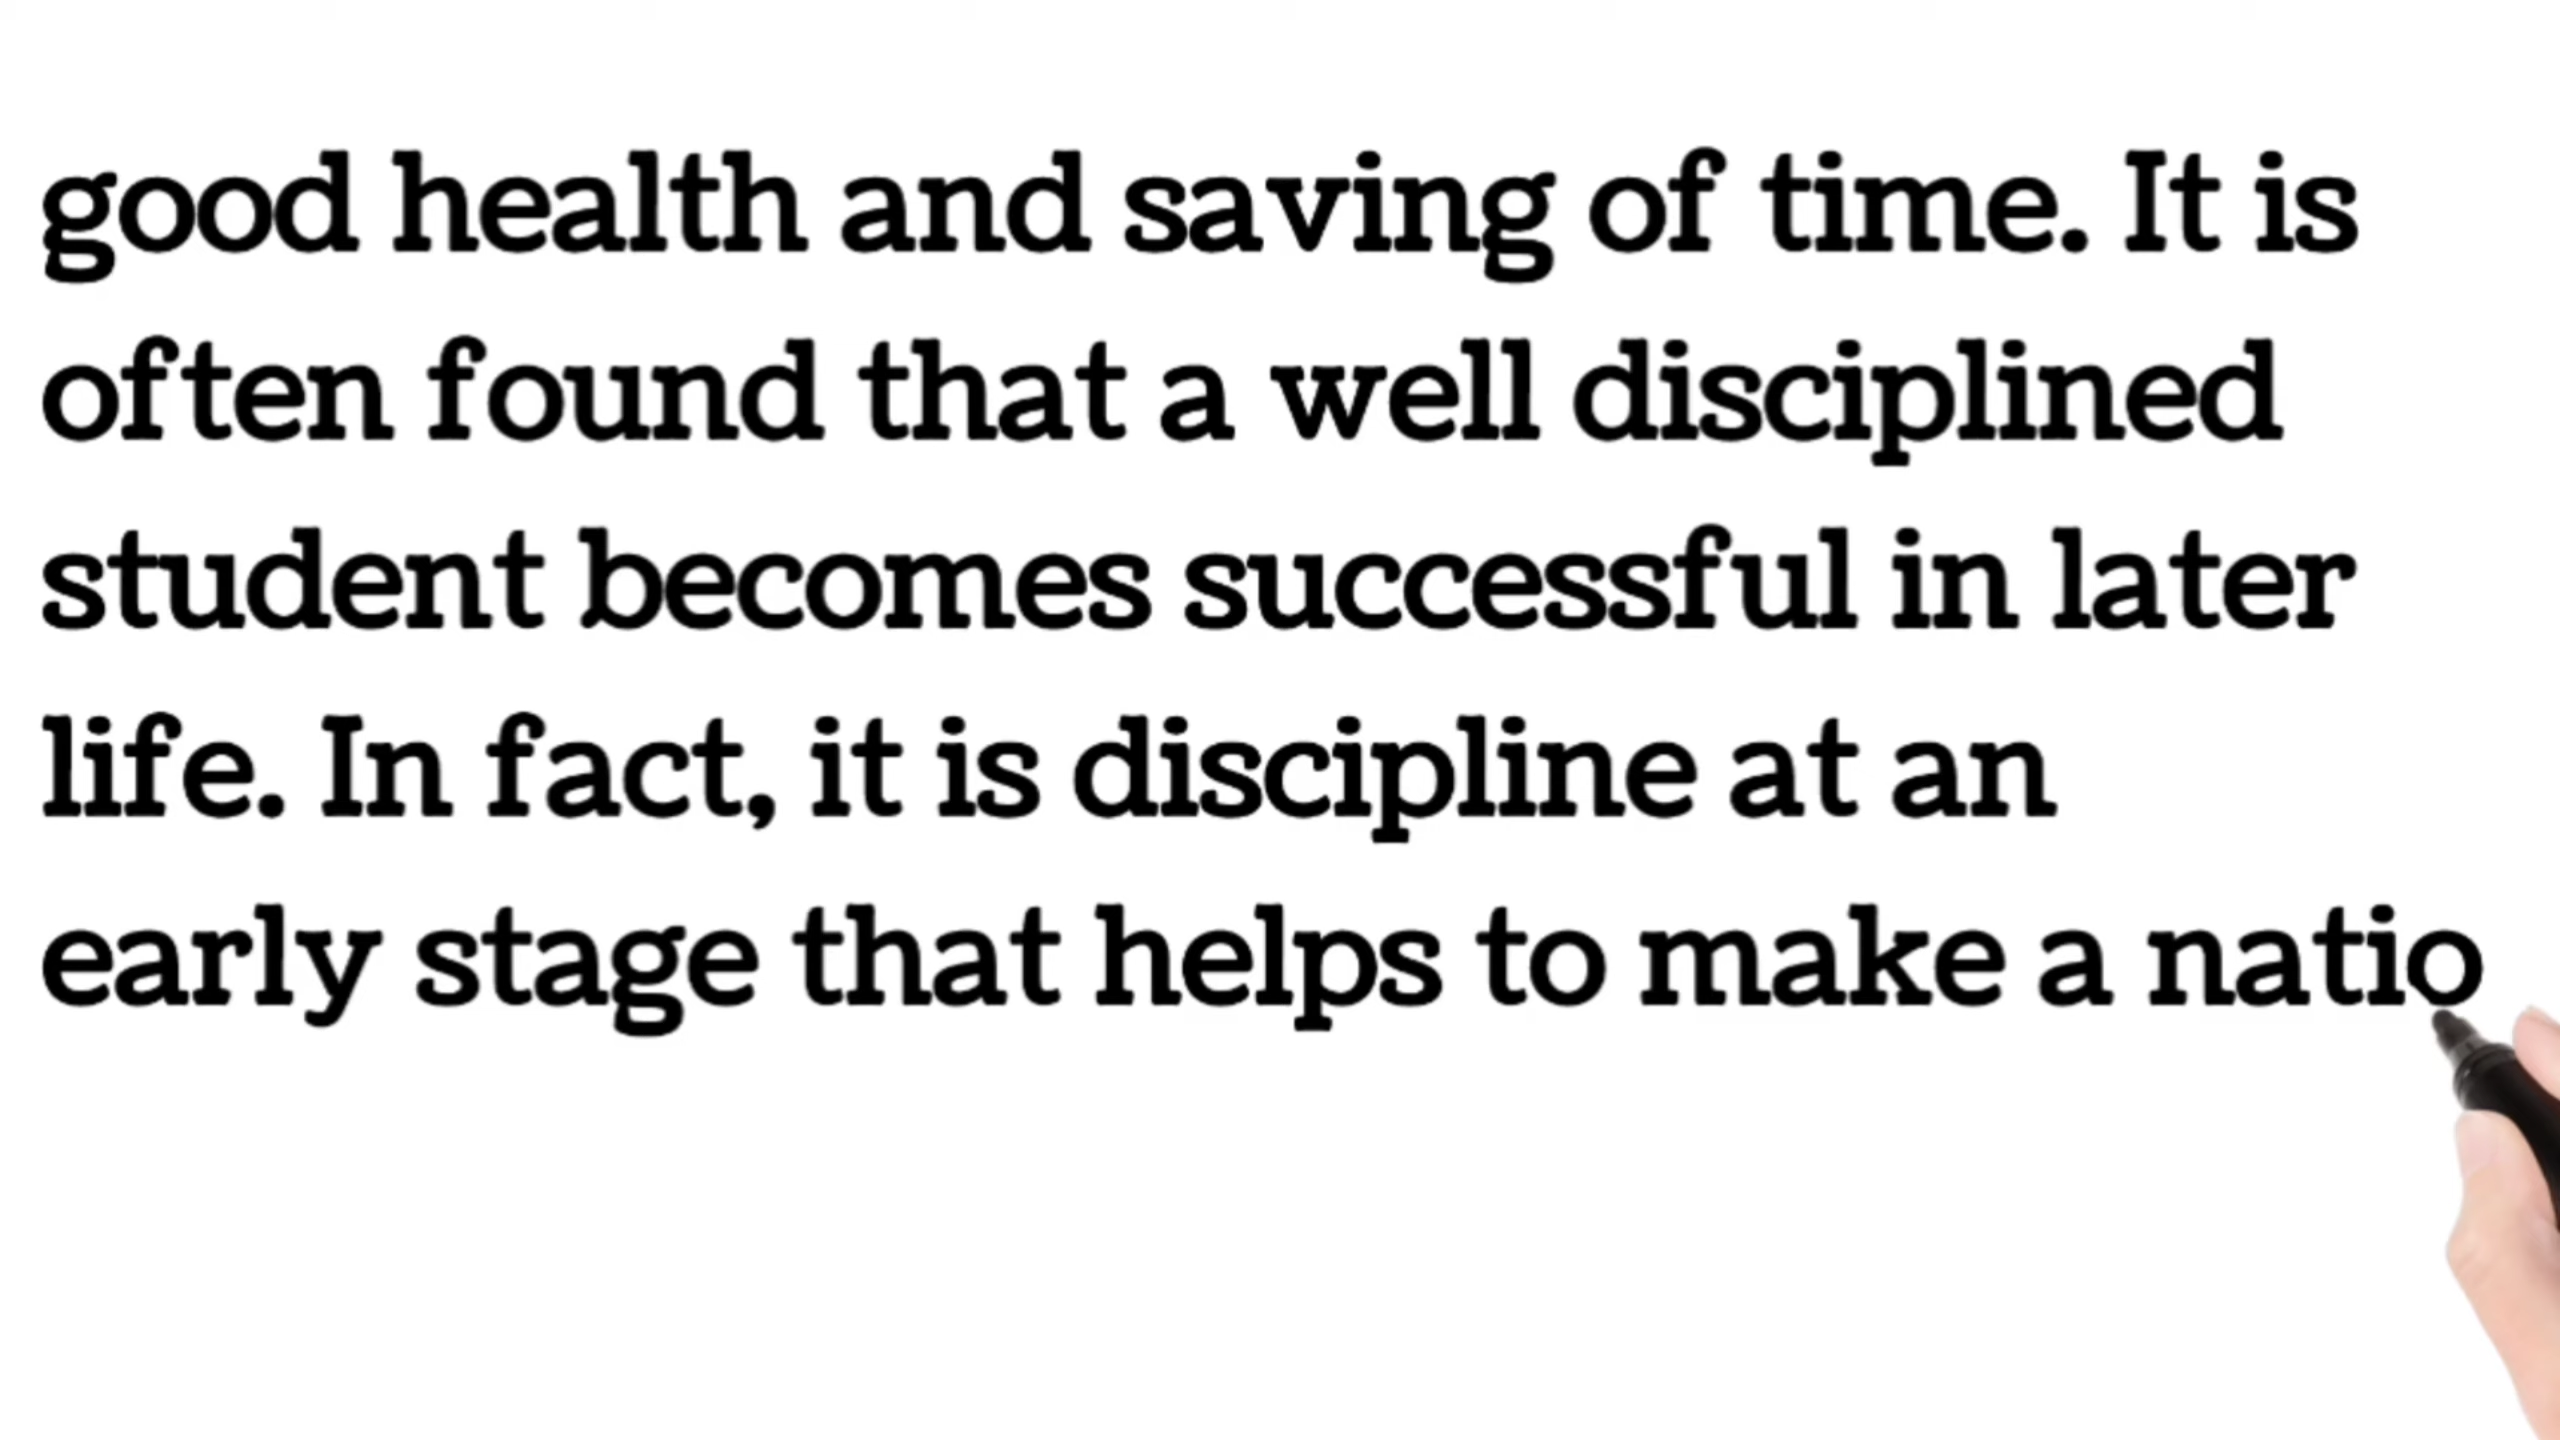 good health and saving of time. It is
often found that a well disciplined
student becomes successful in later
life. In fact, it is discipline at an
early stage that helps to make a natio